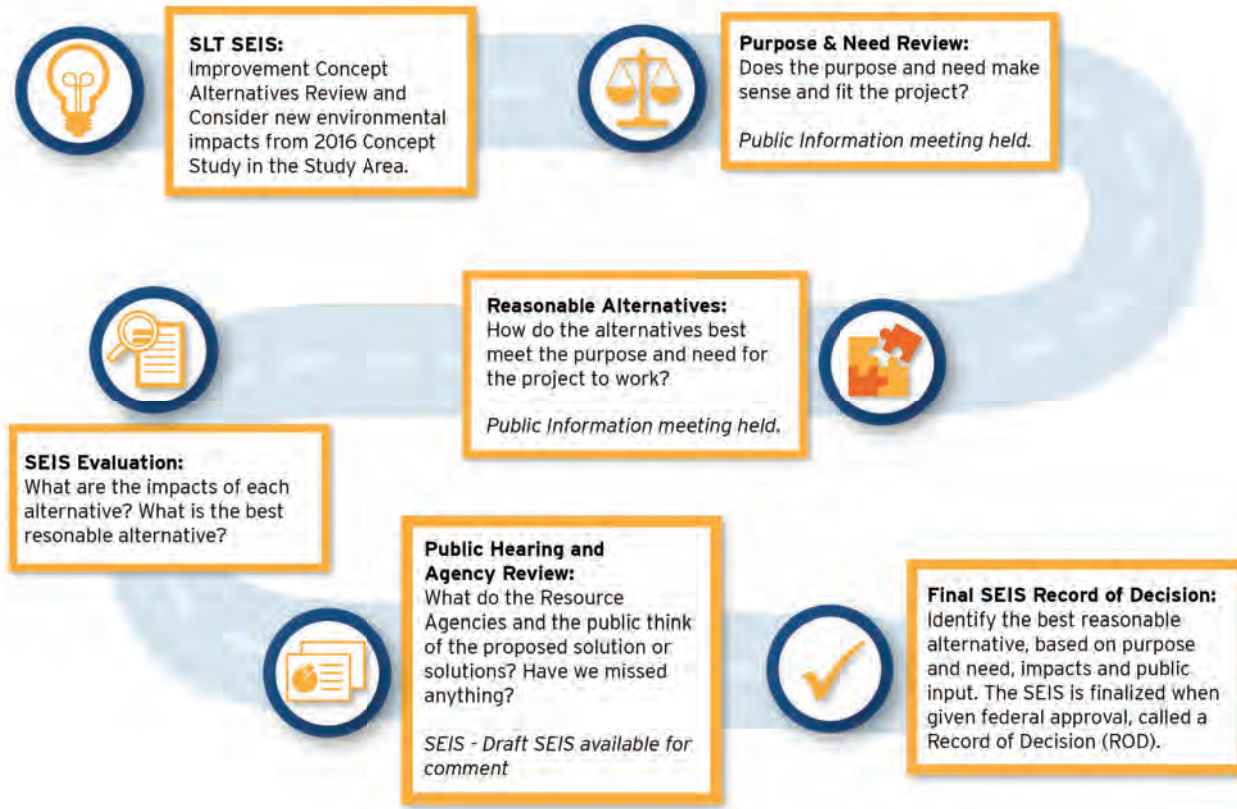 SLT SEIS:
Improvement Concept
Alternatives Review and
Consider new environmental
impacts from 2016 Concept
Study in the Study Area.
Purpose & Need Review:
Does the purpose and need make
sense and fit the project?
Public Information meeting held.
Reasonable Alternatives:
How do the alternatives best
meet the purpose and need for
the project to work?
Public Information meeting held.
SEIS Evaluation:
What are the impacts of each
alternative? What is the best
resonable alternative?
Public Hearing and
Agency Review:
What do the Resource
Agencies and the public think
of the proposed solution or
solutions? Have we missed
anything?
SEIS - Draft SEIS available for
comment
Final SEIS Record of Decision:
Identify the best reasonable
alternative, based on purpose
and need, impacts and public
input. The SEIS is finalized when
given federal approval, called a
Record of Decision (ROD).